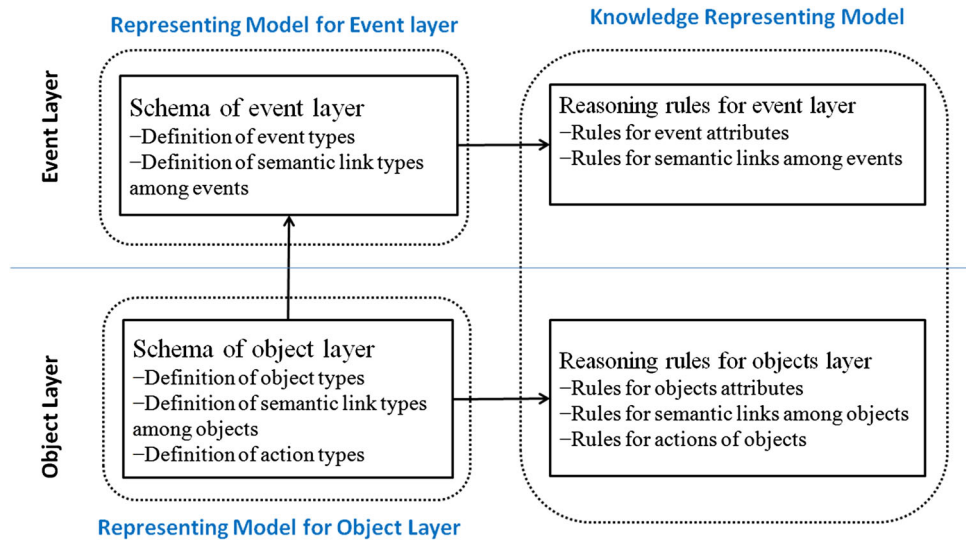 Representing Model for Event layer
Knowledge Representing Model
Event Layer
Schema of event layer
−Definition of event types
−Definition of semantic link types
among events
Reasoning rules for event layer
−Rules for event attributes
−Rules for semantic links among events
Object Layer
Schema of object layer
−Definition of object types
−Definition of semantic link types
among objects
−Definition of action types
Reasoning rules for objects layer
−Rules for objects attributes
−Rules for semantic links among objects
−Rules for actions of objects
Representing Model for Object Layer